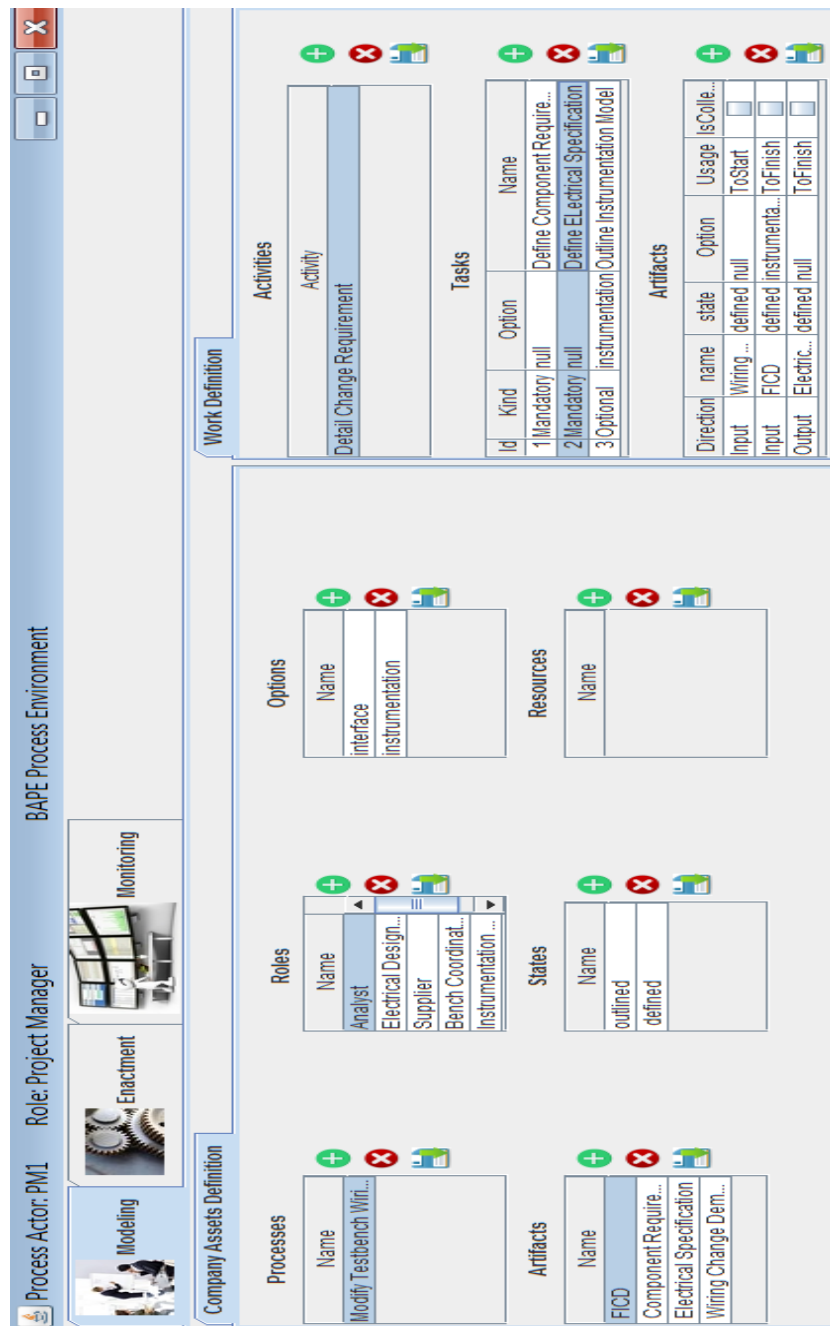 Process Actor: PM1 Role: Project Manager BAPE Process Environment
Modeling Enactment Monitoring
Company Assets Definition
Processes
Name
Modify Testbench Wiri...
Roles
Name
Analyst
Electrical Design...
Supplier
Bench Coordinat...
Instrumentation ...
Options
Name
interface
instrumentation
Artifacts
Name
FICD
Component Require...
Electrical Specification
Wiring Change Dem...
States
Name
outlined
defined
Resources
Name
Work Definition
Activities
Activity
Detail Change Requirement
Tasks
Id Kind Option Name
1 Mandatory null Define Component Require...
2 Mandatory null Define ELectrical Specification
3 Optional instrumentation Outline Instrumentation Model
Artifacts
Direction name state Option Usage IsColle...
Input Wiring ... defined null ToStart
Input FICD defined instrumenta... ToFinish
Output Electric... defined null ToFinish